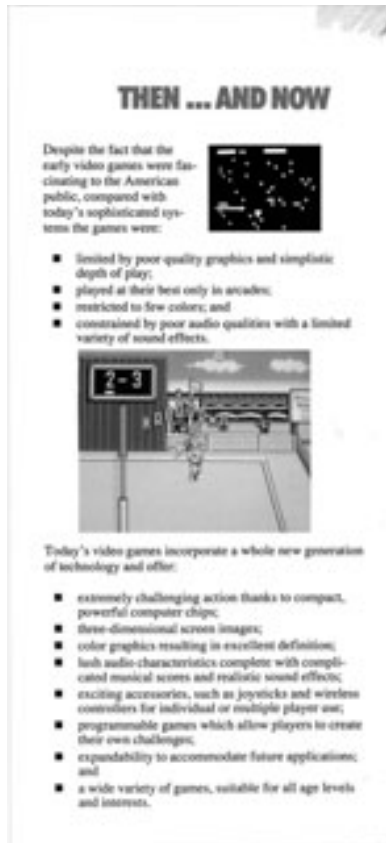 THEN ... AND NOW
Despite the fact that the
early video games were fas-
cinating to the American
public, compared with
today's sophisticated sys-
tems the games were:
■ limited by poor quality graphics and simplistic
depth of play;
■ played at their best only in arcades;
■ restricted to few colors; and
■ constrained by poor audio qualities with a limited
variety of sound effects.
2-3
Today's video games incorporate a whole new generation
of technology and offer:
■ extremely challenging action thanks to compact,
powerful computer chips;
■ three-dimensional screen images;
■ color graphics resulting in excellent definition;
■ lush audio characteristics complete with compli-
cated musical scores and realistic sound effects;
■ exciting accessories, such as joysticks and wireless
controllers for individual or multiple player use;
■ programmable games which allow players to create
their own challenges;
■ expandability to accommodate future applications;
and
■ a wide variety of games, suitable for all age levels
and interests.